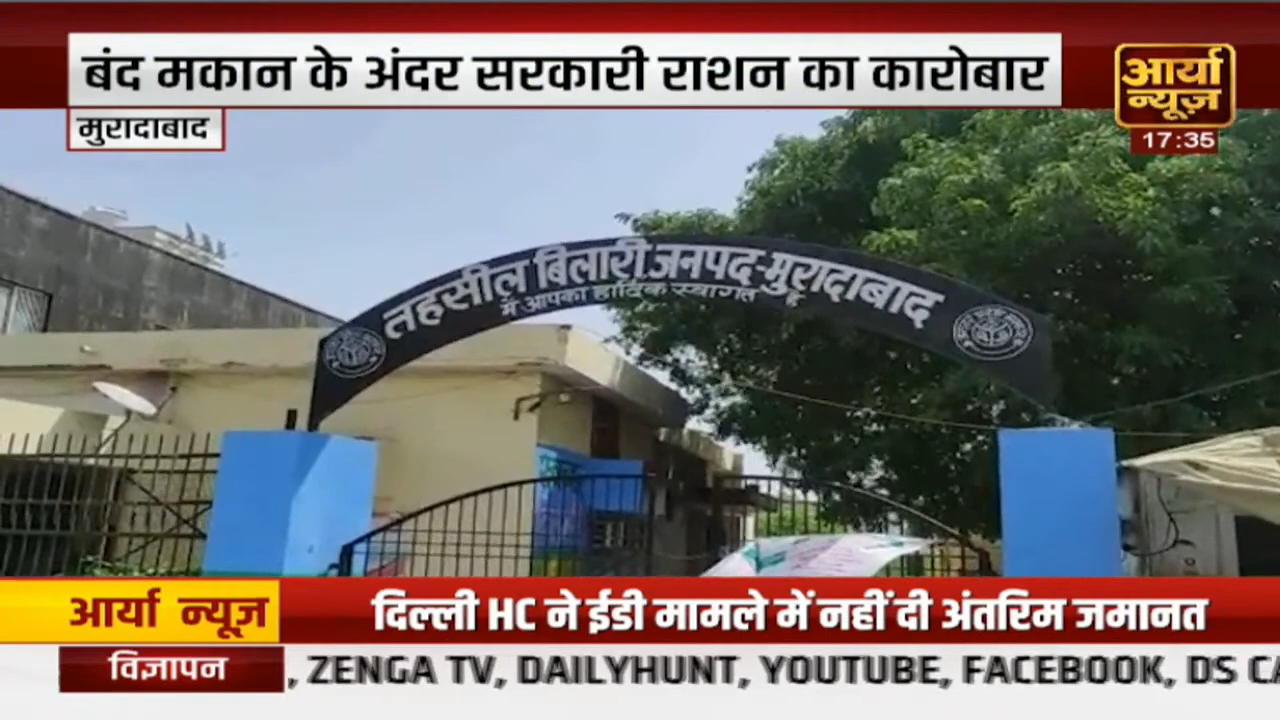 बंद मकान के अंदर सरकारी राशन का कारोबार
मुरादाबाद
आर्या
न्यूज़
17:35
तहसील बिलारी जनपद-मुरादाबाद
में आपका हार्दिक स्वागत है
आर्या न्यूज़
दिल्ली HC ने ईडी मामले में नहीं दी अंतरिम जमानत
विज्ञापन
, ZENGA TV, DAILYHUNT, YOUTUBE, FACEBOOK, DS CA